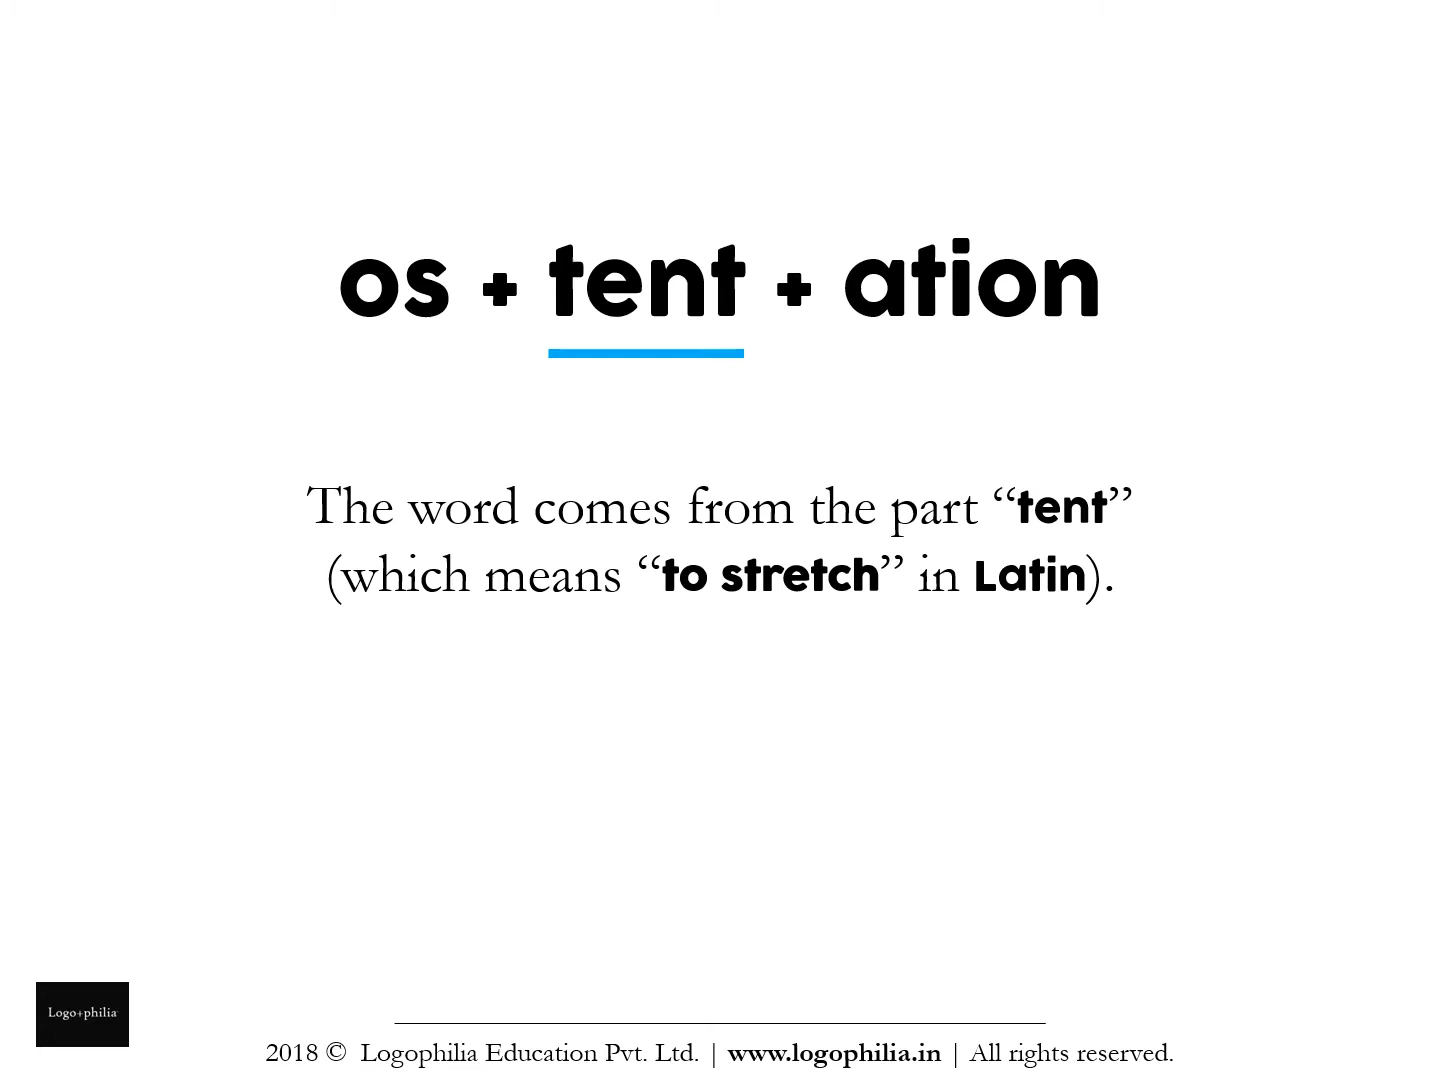 os + tent + ation
The word comes from the part “tent”
(which means “to stretch” in Latin).
Logo+philia
2018 © Logophilia Education Pvt. Ltd. | www.logophilia.in | All rights reserved.